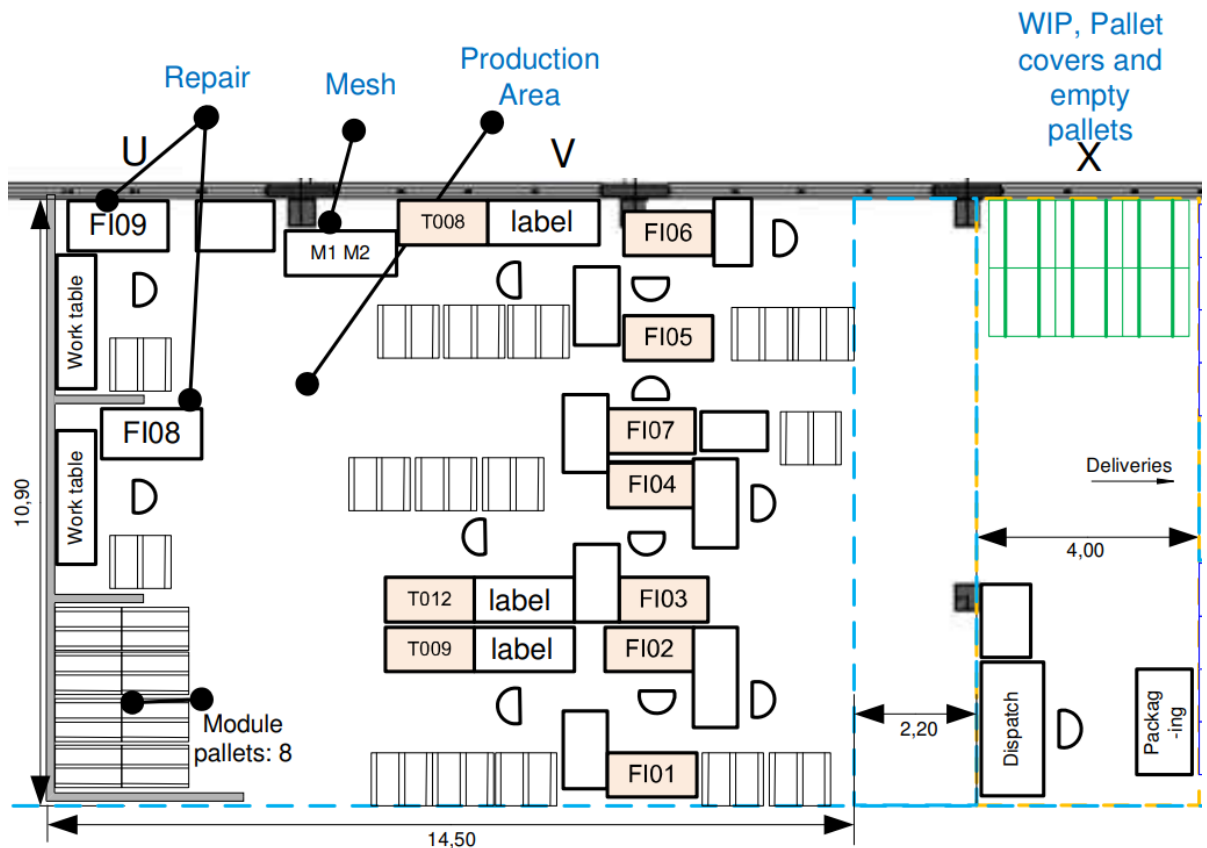 WIP, Pallet
covers and
empty
pallets
Production
Area
Repair
Mesh
U
V
X
FI09
M1 M2
T008
label
FI06
Work table
FI05
FI08
FI07
FI04
Work table
Deliveries
10,90
4,00
T012
label
FI03
T009
label
FI02
Module
pallets: 8
2,20
Dispatch
Packag
-ing
FI01
14,50